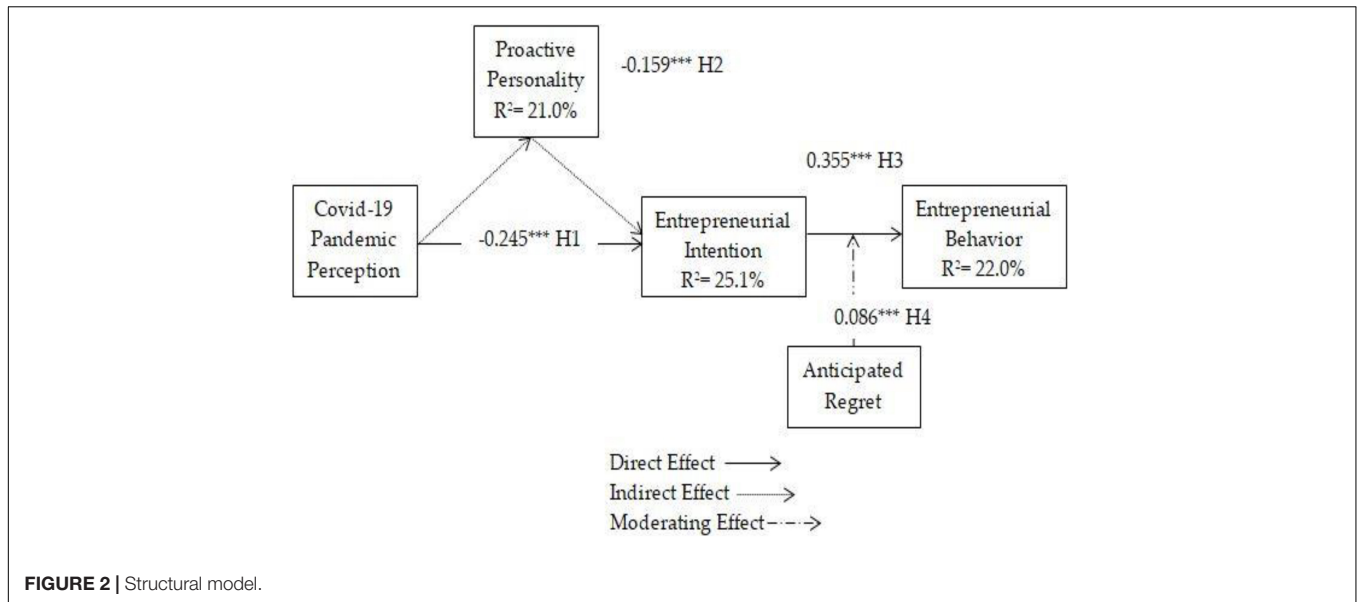 Proactive
Personality
R²= 21.0%
-0.159*** H2
0.355*** H3
Covid-19
Pandemic
Perception
-0.245*** H1
Entrepreneurial
Intention
R²= 25.1%
Entrepreneurial
Behavior
R²= 22.0%
0.086*** H4
Anticipated
Regret
Direct Effect
Indirect Effect
Moderating Effect
FIGURE 2 | Structural model.